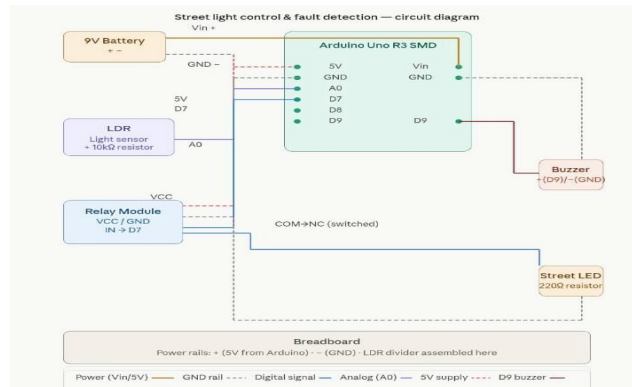 Street light control & fault detection — circuit diagram
Vin +
9V Battery
+ −
GND −
Arduino Uno R3 SMD
5V Vin
GND GND
A0
D7
D8
D9 D9
5V
D7
LDR
Light sensor
+ 10kΩ resistor
A0
Buzzer
+(D9)/−(GND)
VCC
Relay Module
VCC / GND
IN → D7
COM→NC (switched)
Street LED
220Ω resistor
Breadboard
Power rails: + (5V from Arduino) · − (GND) · LDR divider assembled here
Power (Vin/5V) GND rail Digital signal Analog (A0) 5V supply D9 buzzer